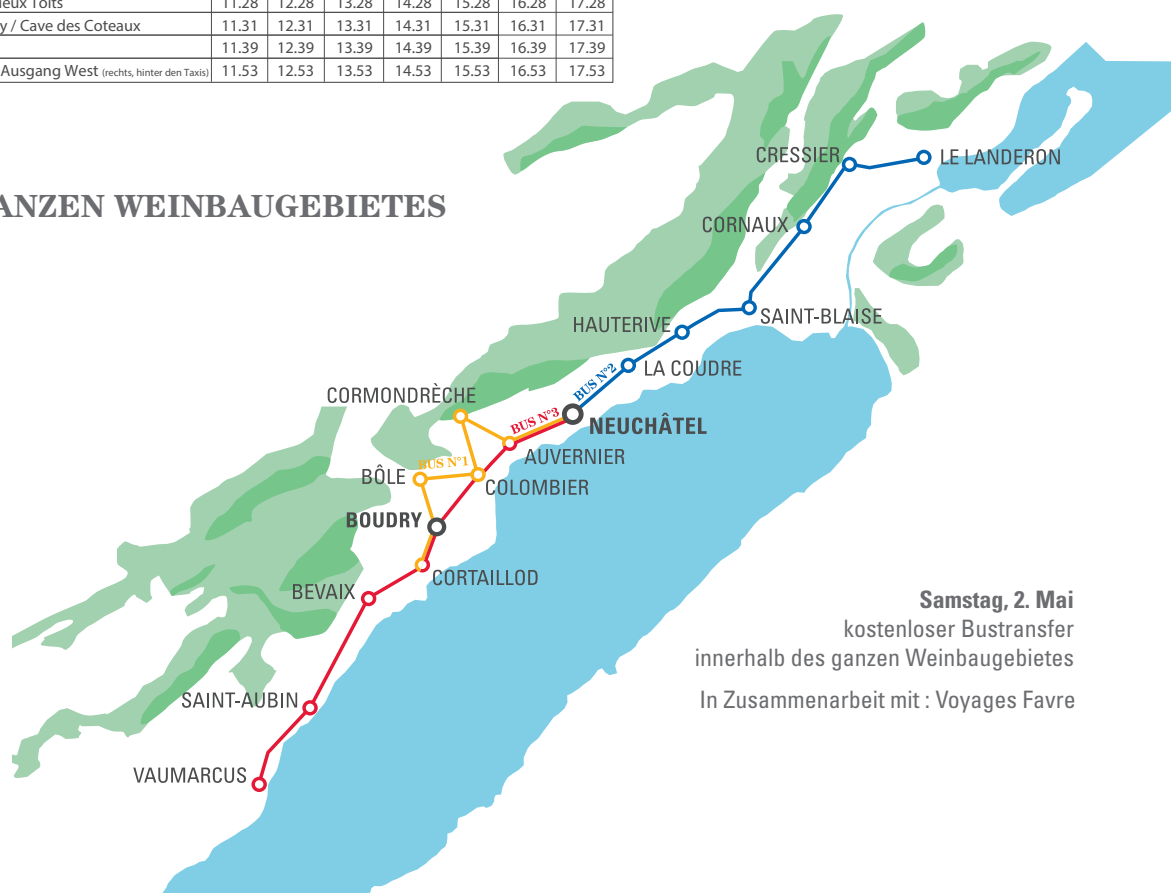 eux Toits 11.28 12.28 13.28 14.28 15.28 16.28 17.28
y / Cave des Coteaux 11.31 12.31 13.31 14.31 15.31 16.31 17.31
11.39 12.39 13.39 14.39 15.39 16.39 17.39
Ausgang West (rechts, hinter den Taxis) 11.53 12.53 13.53 14.53 15.53 16.53 17.53
ANZEN WEINBAUGEBIETES
CRESSIER
LE LANDERON
CORNAUX
SAINT-BLAISE
HAUTERIVE
LA COUDRE
BUS N°2
CORMONDRÈCHE
BUS N°3
NEUCHÂTEL
AUVERNIER
BUS N°1
BÔLE
COLOMBIER
BOUDRY
CORTAILLOD
BEVAIX
SAINT-AUBIN
VAUMARCUS
Samstag, 2. Mai
kostenloser Bustransfer
innerhalb des ganzen Weinbaugebietes
In Zusammenarbeit mit : Voyages Favre